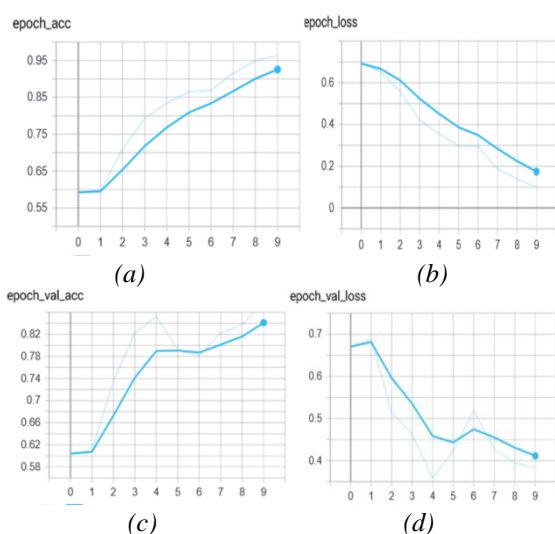 epoch_acc
0.95
0.85
0.75
0.65
0.55
0 1 2 3 4 5 6 7 8 9
(a)
epoch_loss
0.6
0.4
0.2
0
0 1 2 3 4 5 6 7 8 9
(b)
epoch_val_acc
0.82
0.78
0.74
0.7
0.66
0.62
0.58
0 1 2 3 4 5 6 7 8 9
(c)
epoch_val_loss
0.7
0.6
0.5
0.4
0 1 2 3 4 5 6 7 8 9
(d)